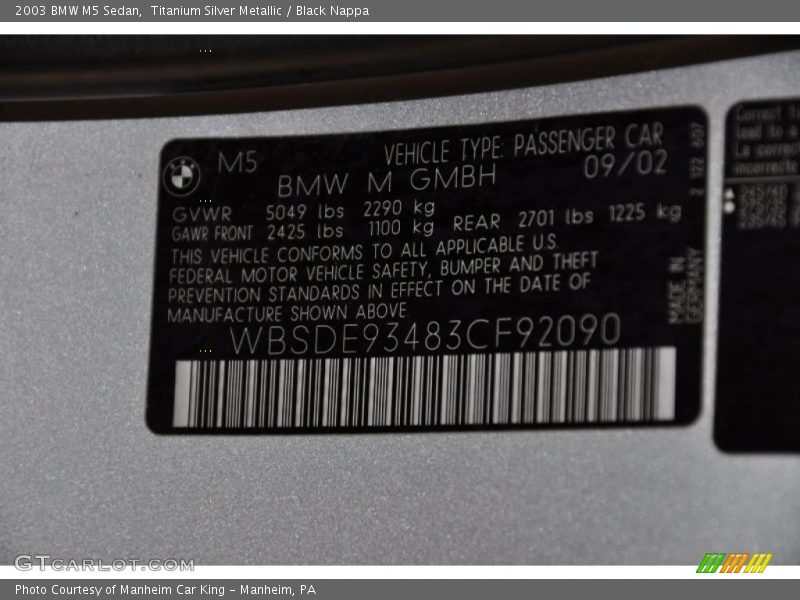 2003 BMW M5 Sedan,  Titanium Silver Metallic / Black Nappa
M5
VEHICLE TYPE: PASSENGER CAR
BMW M GMBH
09/02
GVWR 5049 lbs 2290 kg
GAWR FRONT 2425 lbs 1100 kg REAR 2701 lbs 1225 kg
THIS VEHICLE CONFORMS TO ALL APPLICABLE U.S.
FEDERAL MOTOR VEHICLE SAFETY, BUMPER AND THEFT
PREVENTION STANDARDS IN EFFECT ON THE DATE OF
MANUFACTURE SHOWN ABOVE.
WBSDE93483CF92090
MADE IN
GERMANY
GTCARLOT.COM
Photo Courtesy of Manheim Car King - Manheim, PA